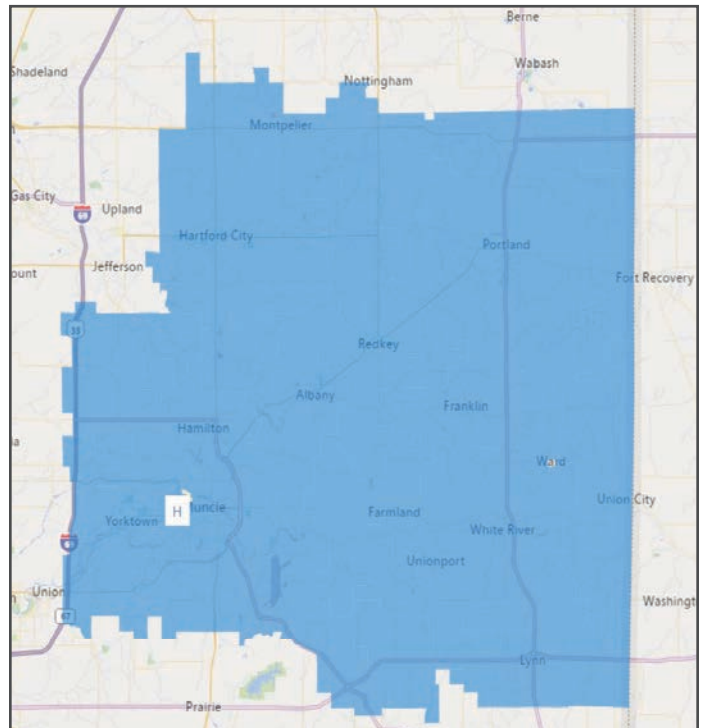 Berne
Shadeland
Wabash
Nottingham
Montpelier
Gas City
69
Upland
Hartford City
Portland
Jefferson
ount
Fort Recovery
35
Redkey
Albany
Franklin
Hamilton
Ward
Union City
H
Muncie
Yorktown
Farmland
White River
Unionport
Union
67
Washingt
Lynn
Prairie